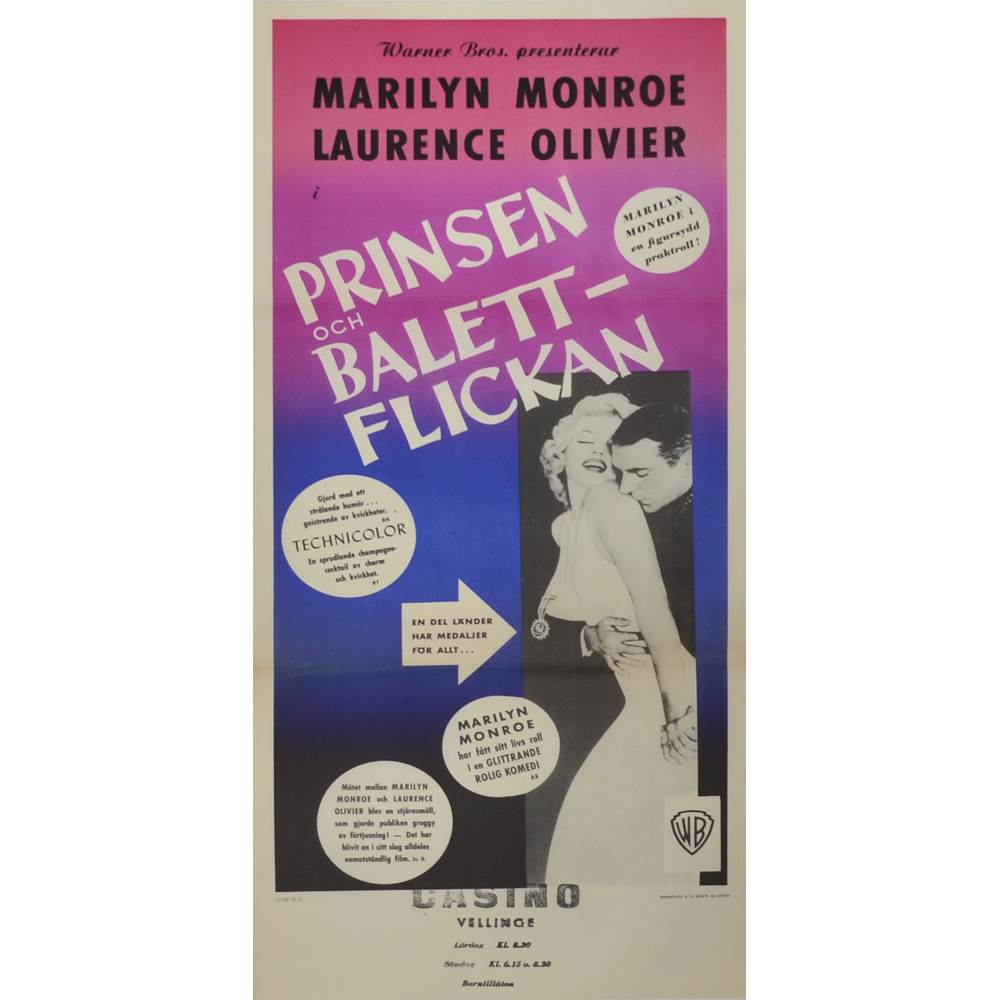 Warner Bros. presenterar
MARILYN MONROE
LAURENCE OLIVIER
i
PRINSEN
OCH
BALETT-
FLICKAN
MARILYN
MONROE i
en figursydd
praktroll!
Gjord med ett
strålande humör...
gnistrande av kvickheter.
BN
TECHNICOLOR
En sprudlande champagne-
cocktail av charm
och kvickhet.
BT
EN DEL LÄNDER
HAR MEDALJER
FÖR ALLT...
MARILYN
MONROE
har fått sitt livs roll
i en GLITTRANDE
ROLIG KOMEDI
AB
Mötet mellan MARILYN
MONROE och LAURENCE
OLIVIER blev en stjärnsmäll,
som gjorde publiken groggy
av förtjusning! — Det har
blivit en i sitt slag alldeles
oemotståndlig film. Sv. D.
WB
CASINO
VELLINGE
Lördag Kl. 8.30
Söndag Kl. 6.15 o. 8.30
Barntillåten